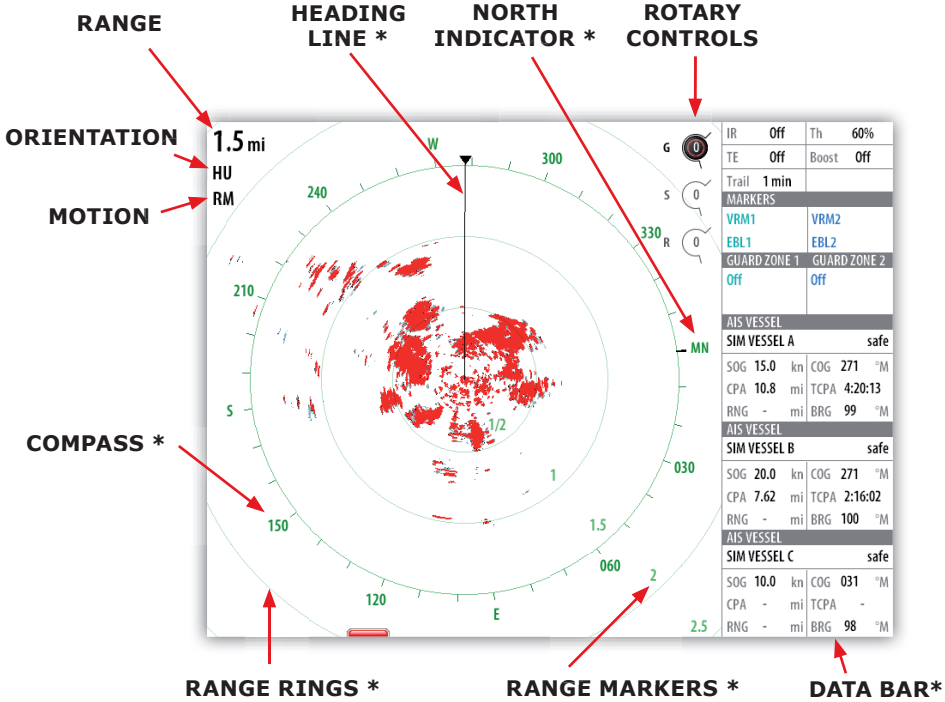 RANGE
HEADING
LINE *
NORTH
INDICATOR *
ROTARY
CONTROLS
ORIENTATION
MOTION
COMPASS *
RANGE RINGS *
RANGE MARKERS *
DATA BAR*
1.5 mi
HU
RM
W
300
240
330
210
MN
S
030
150
060
120
E
1/2
1
1.5
2
2.5
G 0
S 0
R 0
IR Off Th 60%
TE Off Boost Off
Trail 1 min
MARKERS
VRM1 VRM2
EBL1 EBL2
GUARD ZONE 1 GUARD ZONE 2
Off Off
AIS VESSEL
SIM VESSEL A safe
SOG 15.0 kn COG 271 °M
CPA 10.8 mi TCPA 4:20:13
RNG - mi BRG 99 °M
AIS VESSEL
SIM VESSEL B safe
SOG 20.0 kn COG 271 °M
CPA 7.62 mi TCPA 2:16:02
RNG - mi BRG 100 °M
AIS VESSEL
SIM VESSEL C safe
SOG 10.0 kn COG 031 °M
CPA - mi TCPA -
RNG - mi BRG 98 °M